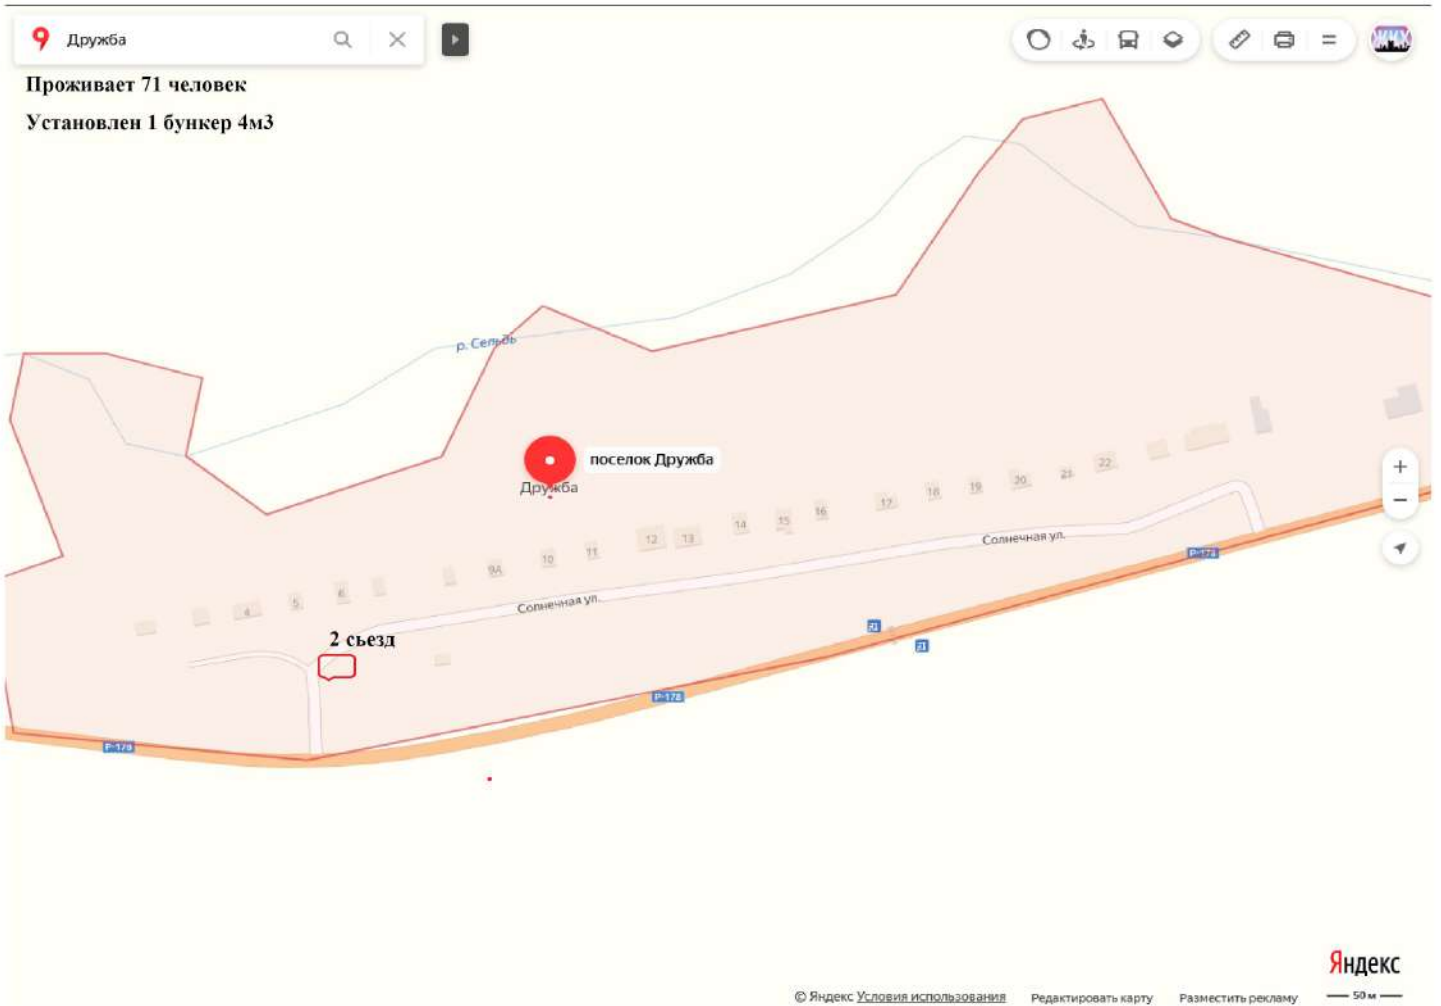 Дружба
Проживает 71 человек
Установлен 1 бункер 4м3
р. Сельдь
поселок Дружба
Дружба
22
21
20
19
18
17
16
15
14
13
12
11
10
9А
6
5
4
Солнечная ул.
Солнечная ул.
Р-178
2 съезд
Р-178
Р-178
Яндекс
© Яндекс Условия использования
Редактировать карту
Разместить рекламу
50 м